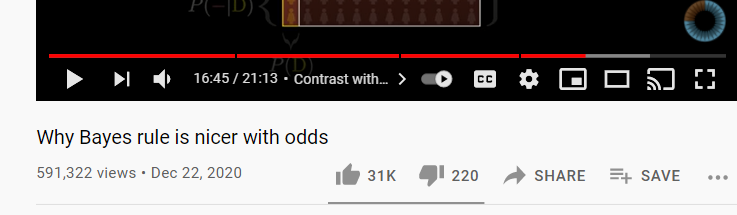 P(−|D)
P(D)
16:45 / 21:13 • Contrast with... CC
Why Bayes rule is nicer with odds
591,322 views • Dec 22, 2020 31K 220 SHARE SAVE